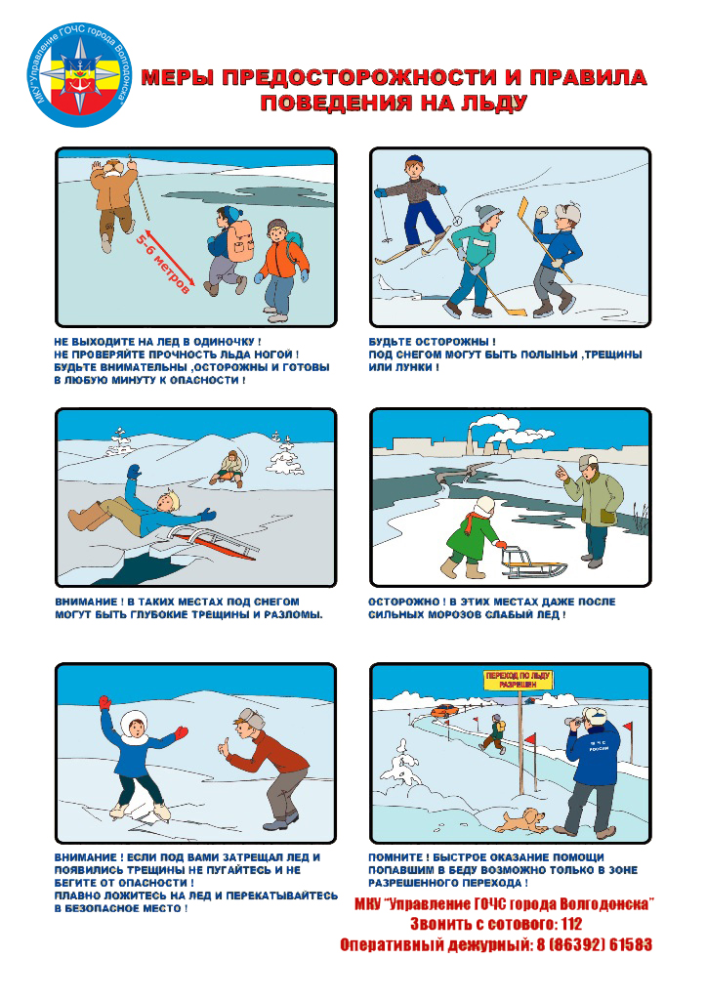 МКУ "Управление ГОЧС города Волгодонска"
МЕРЫ ПРЕДОСТОРОЖНОСТИ И ПРАВИЛА
ПОВЕДЕНИЯ НА ЛЬДУ
5-6 метров
НЕ ВЫХОДИТЕ НА ЛЕД В ОДИНОЧКУ !
НЕ ПРОВЕРЯЙТЕ ПРОЧНОСТЬ ЛЬДА НОГОЙ !
БУДЬТЕ ВНИМАТЕЛЬНЫ ,ОСТОРОЖНЫ И ГОТОВЫ
В ЛЮБУЮ МИНУТУ К ОПАСНОСТИ !
БУДЬТЕ ОСТОРОЖНЫ !
ПОД СНЕГОМ МОГУТ БЫТЬ ПОЛЫНЬИ ,ТРЕЩИНЫ
ИЛИ ЛУНКИ !
ВНИМАНИЕ ! В ТАКИХ МЕСТАХ ПОД СНЕГОМ
МОГУТ БЫТЬ ГЛУБОКИЕ ТРЕЩИНЫ И РАЗЛОМЫ.
ОСТОРОЖНО ! В ЭТИХ МЕСТАХ ДАЖЕ ПОСЛЕ
СИЛЬНЫХ МОРОЗОВ СЛАБЫЙ ЛЕД !
ВНИМАНИЕ ! ЕСЛИ ПОД ВАМИ ЗАТРЕЩАЛ ЛЕД И
ПОЯВИЛИСЬ ТРЕЩИНЫ НЕ ПУГАЙТЕСЬ И НЕ
БЕГИТЕ ОТ ОПАСНОСТИ !
ПЛАВНО ЛОЖИТЕСЬ НА ЛЕД И ПЕРЕКАТЫВАЙТЕСЬ
В БЕЗОПАСНОЕ МЕСТО !
ПЕРЕХОД ПО ЛЬДУ
РАЗРЕШЕН
МЧС
РОССИИ
ПОМНИТЕ ! БЫСТРОЕ ОКАЗАНИЕ ПОМОЩИ
ПОПАВШИМ В БЕДУ ВОЗМОЖНО ТОЛЬКО В ЗОНЕ
РАЗРЕШЕННОГО ПЕРЕХОДА !
МКУ "Управление ГОЧС города Волгодонска"
Звонить с сотового: 112
Оперативный дежурный: 8 (86392) 61583